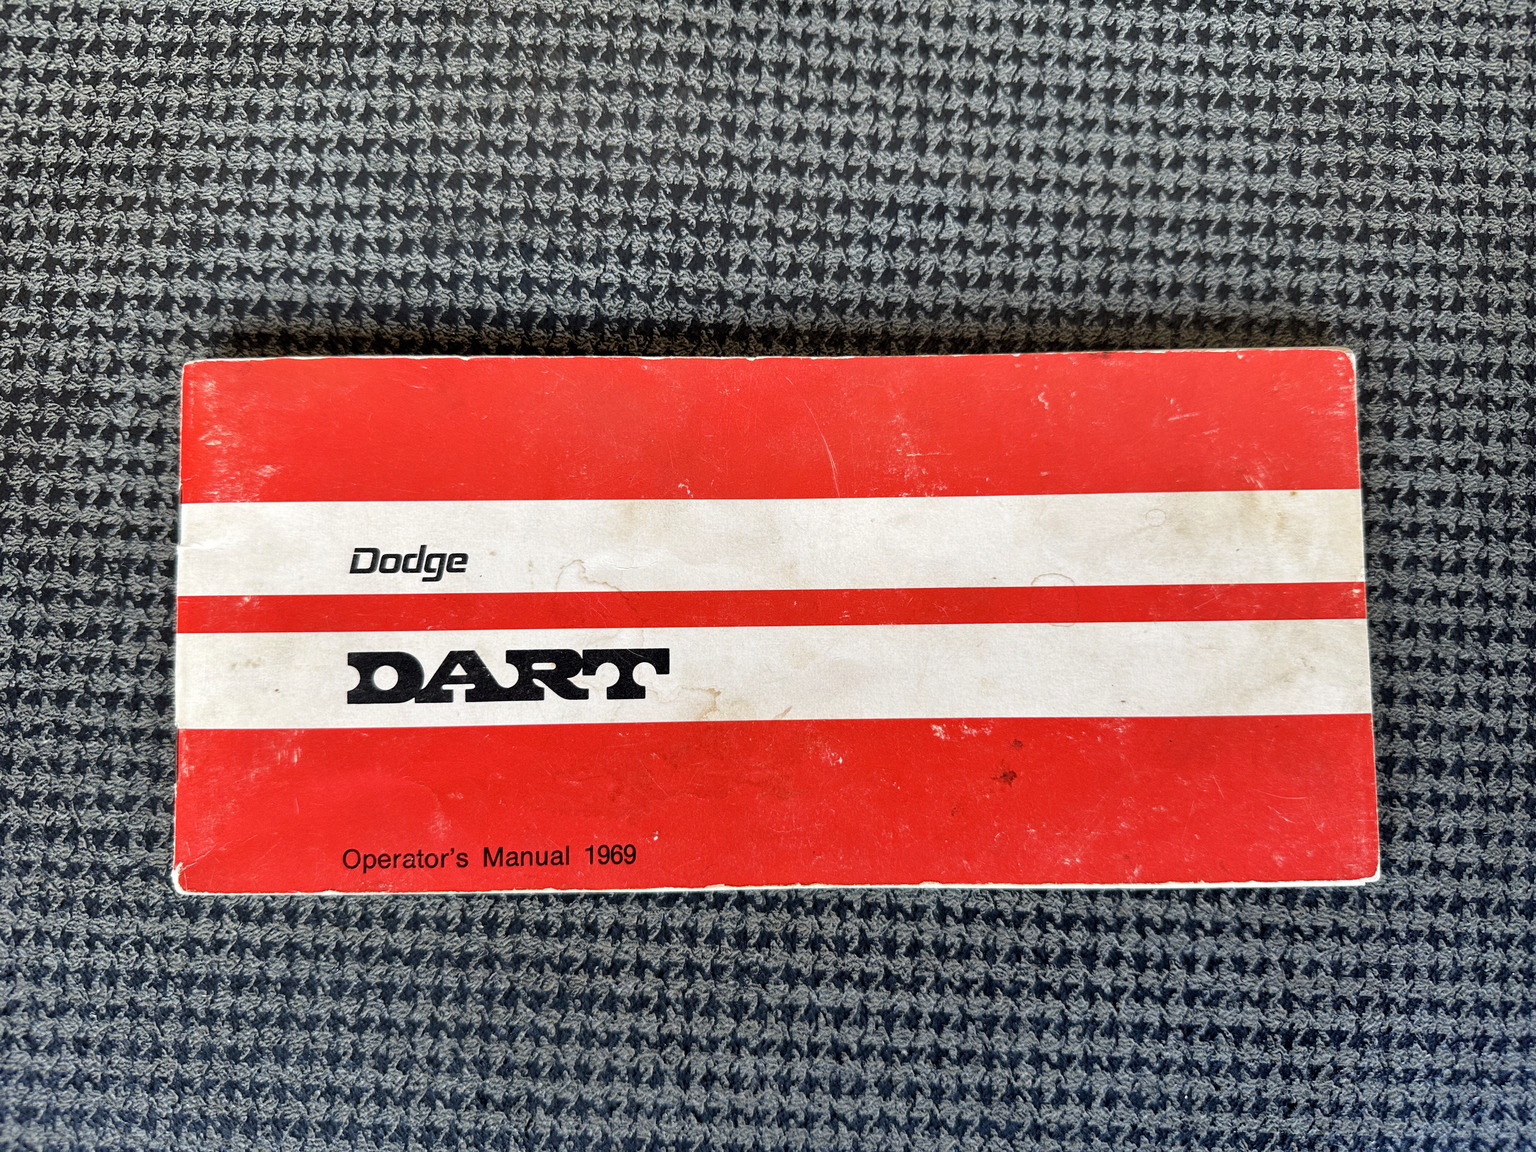 Dodge
DART
Operator's Manual 1969